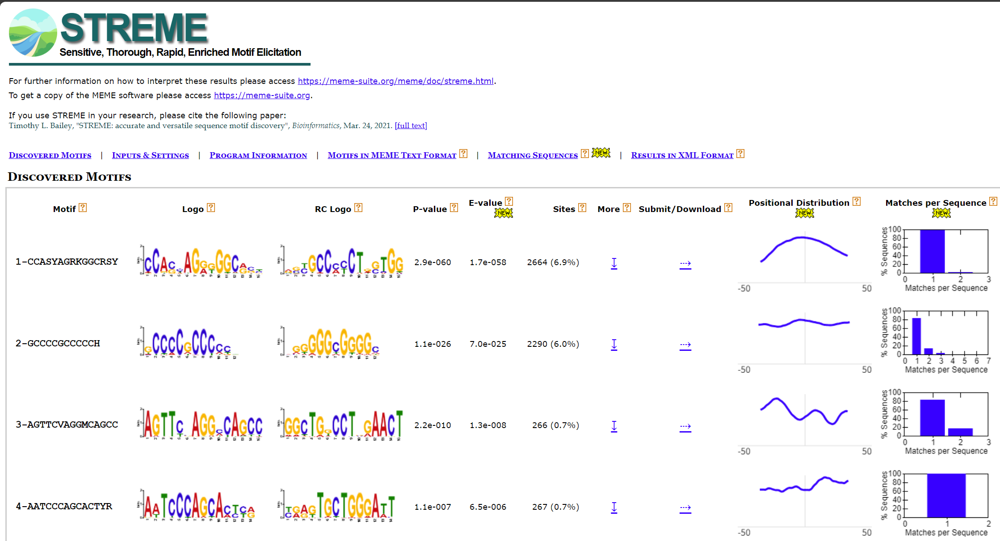 STREME
Sensitive, Thorough, Rapid, Enriched Motif Elicitation
For further information on how to interpret these results please access https://meme-suite.org/meme/doc/streme.html.
To get a copy of the MEME software please access https://meme-suite.org.
If you use STREME in your research, please cite the following paper:
Timothy L. Bailey, "STREME: accurate and versatile sequence motif discovery", Bioinformatics, Mar. 24, 2021. [full text]
Discovered Motifs | Inputs & Settings | Program Information | Motifs in MEME Text Format ? | Matching Sequences ? NEW | Results in XML Format ?
Discovered Motifs
Motif ? Logo ? RC Logo ? P-value ? E-value ? NEW Sites ? More ? Submit/Download ? Positional Distribution ? NEW Matches per Sequence ? NEW
1-CCASYAGRKGGCRSY 2.9e-060 1.7e-058 2664 (6.9%)
-50 50
% Sequences
100
80
60
40
20
0
0 1 2 3
Matches per Sequence
2-GCCCCGCCCCCH 1.1e-026 7.0e-025 2290 (6.0%)
-50 50
% Sequences
100
80
60
40
20
0
0 1 2 3 4 5 6 7
Matches per Sequence
3-AGTTCVAGGMCAGCC 2.2e-010 1.3e-008 266 (0.7%)
-50 50
% Sequences
100
80
60
40
20
0
0 1 2 3
Matches per Sequence
4-AATCCCAGCACTYR 1.1e-007 6.5e-006 267 (0.7%)
-50 50
% Sequences
100
80
60
40
20
0
0 1 2
Matches per Sequence